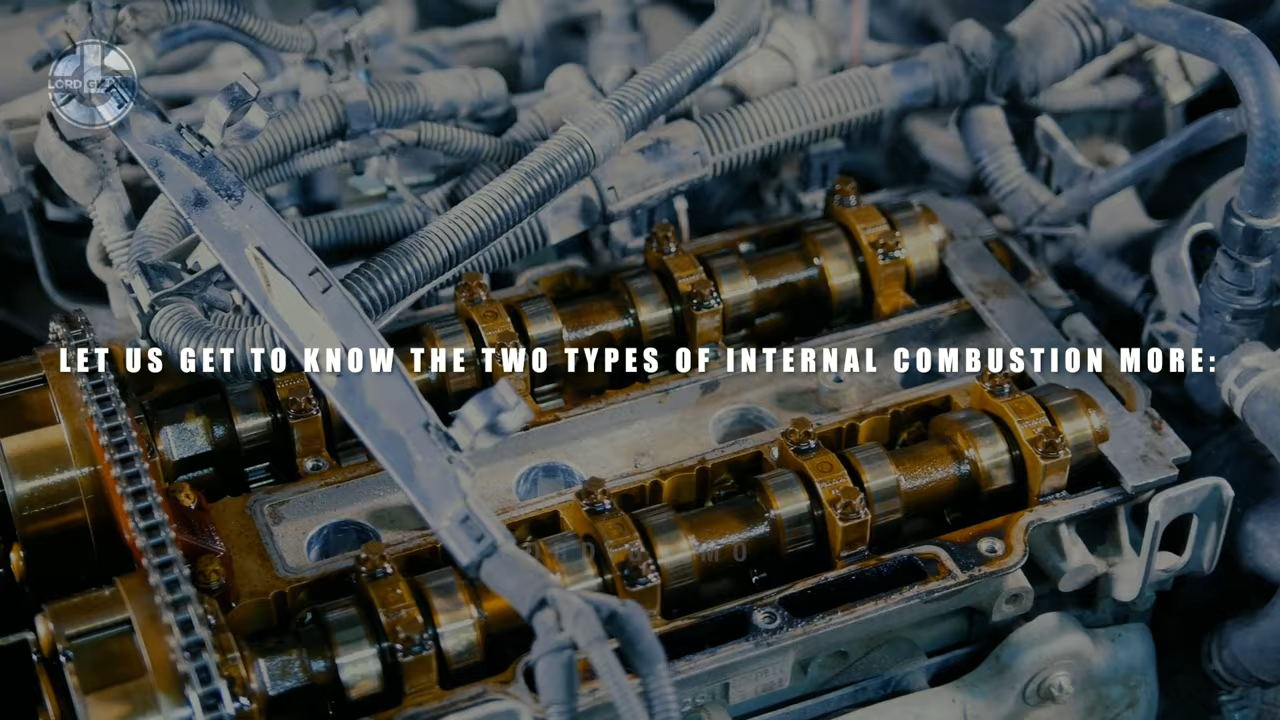 LET US GET TO KNOW THE TWO TYPES OF INTERNAL COMBUSTION MORE: